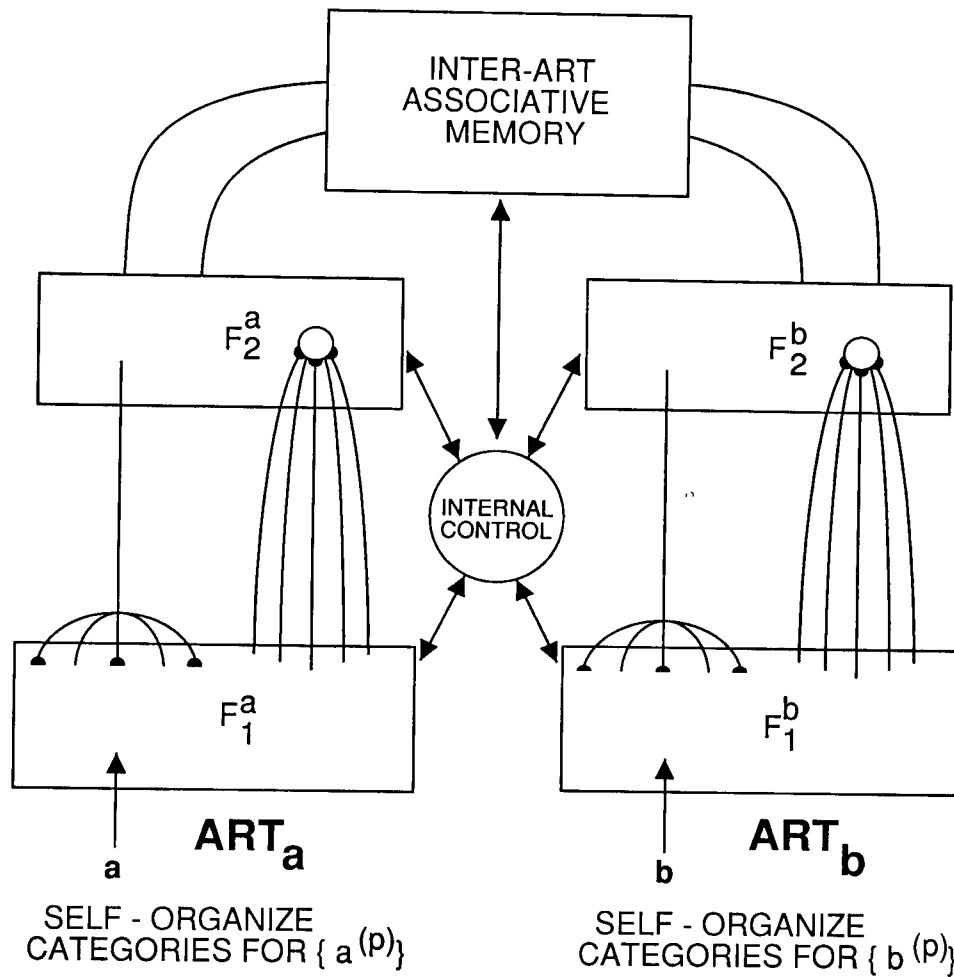 INTER-ART
ASSOCIATIVE
MEMORY
F₂ᵃ
F₂ᵇ
INTERNAL
CONTROL
F₁ᵃ
F₁ᵇ
ARTₐ
a
ART_b
b
SELF - ORGANIZE
CATEGORIES FOR { a⁽ᵖ⁾}
SELF - ORGANIZE
CATEGORIES FOR { b⁽ᵖ⁾}